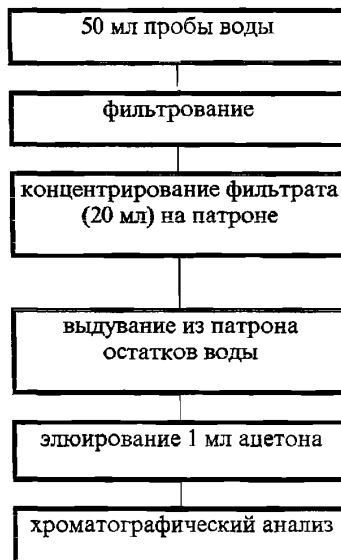 50 мл пробы воды
фильтрование
концентрирование фильтрата
(20 мл) на патроне
выдувание из патрона
остатков воды
элюирование 1 мл ацетона
хроматографический анализ